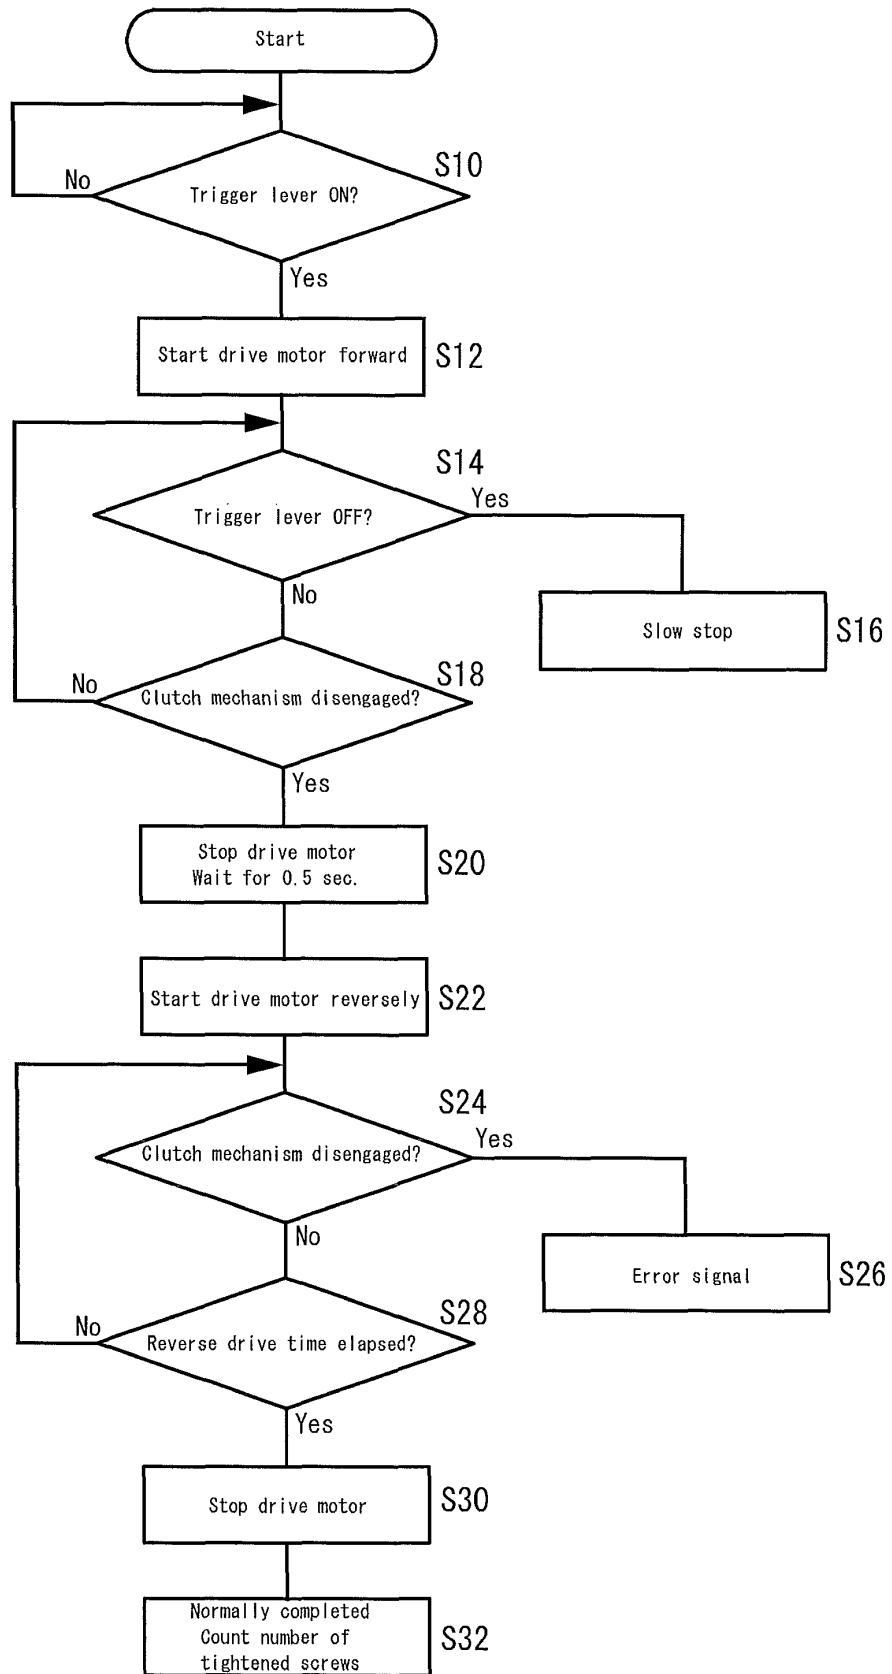 Start
S10
No
Trigger lever ON?
Yes
Start drive motor forward
S12
S14
Yes
Trigger lever OFF?
No
Slow stop
S16
S18
No
Clutch mechanism disengaged?
Yes
Stop drive motor
Wait for 0.5 sec.
S20
Start drive motor reversely
S22
S24
Yes
Clutch mechanism disengaged?
No
Error signal
S26
S28
No
Reverse drive time elapsed?
Yes
Stop drive motor
S30
Normally completed
Count number of
tightened screws
S32